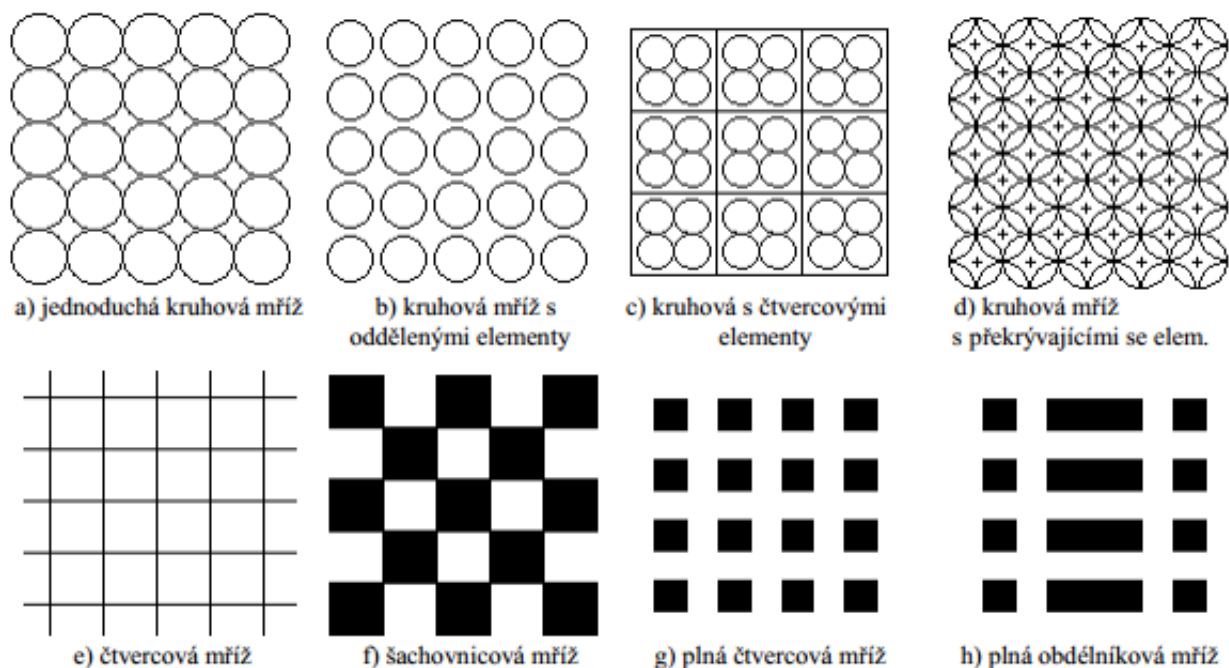 a) jednoduchá kruhová mříž
b) kruhová mříž s
oddělenými elementy
c) kruhová s čtvercovými
elementy
d) kruhová mříž
s překrývajícími se elem.
e) čtvercová mříž
f) šachovnicová mříž
g) plná čtvercová mříž
h) plná obdélníková mříž